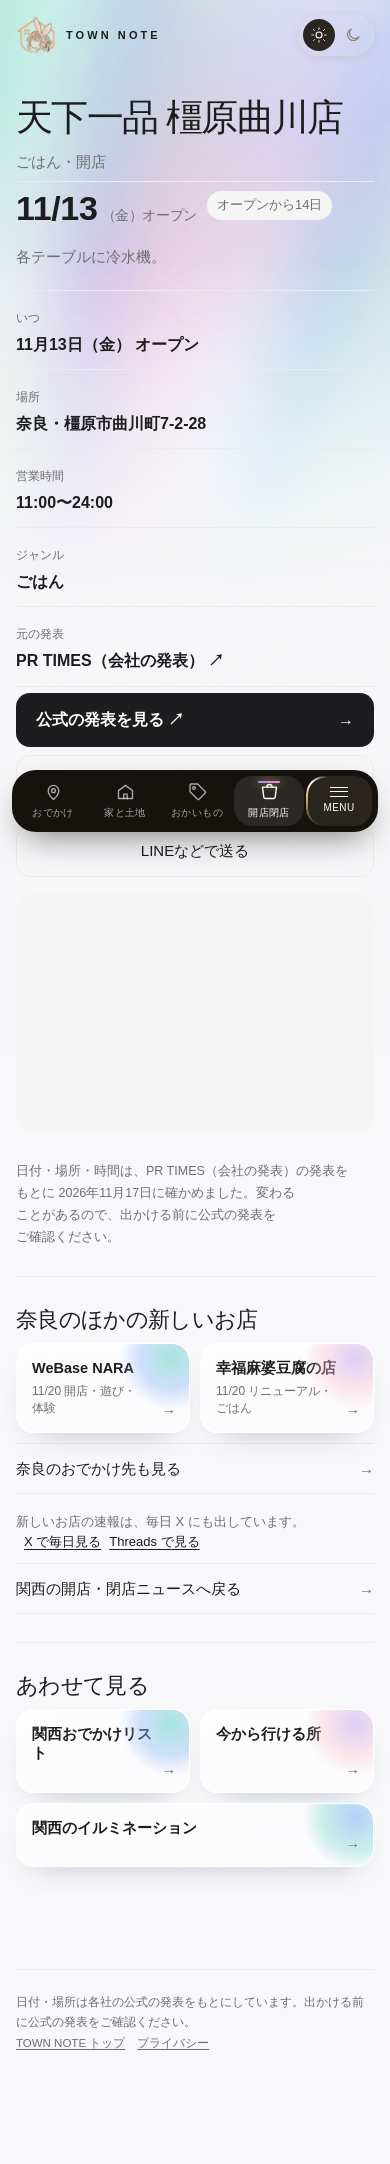 TOWN NOTE
天下一品 橿原曲川店
ごはん・開店
11/13 （金）オープン オープンから14日
各テーブルに冷水機。
いつ
11月13日（金） オープン
場所
奈良・橿原市曲川町7-2-28
営業時間
11:00〜24:00
ジャンル
ごはん
元の発表
PR TIMES（会社の発表） ↗
公式の発表を見る ↗ →
おでかけ
家と土地
おかいもの
開店閉店
MENU
LINEなどで送る
日付・場所・時間は、PR TIMES（会社の発表）の発表を
もとに 2026年11月17日に確かめました。変わる
ことがあるので、出かける前に公式の発表を
ご確認ください。
奈良のほかの新しいお店
WeBase NARA
11/20 開店・遊び・
体験 →
幸福麻婆豆腐の店
11/20 リニューアル・
ごはん →
奈良のおでかけ先も見る →
新しいお店の速報は、毎日 X にも出しています。
X で毎日見る Threads で見る
関西の開店・閉店ニュースへ戻る →
あわせて見る
関西おでかけリス
ト →
今から行ける所 →
関西のイルミネーション →
日付・場所は各社の公式の発表をもとにしています。出かける前
に公式の発表をご確認ください。
TOWN NOTE トップ プライバシー